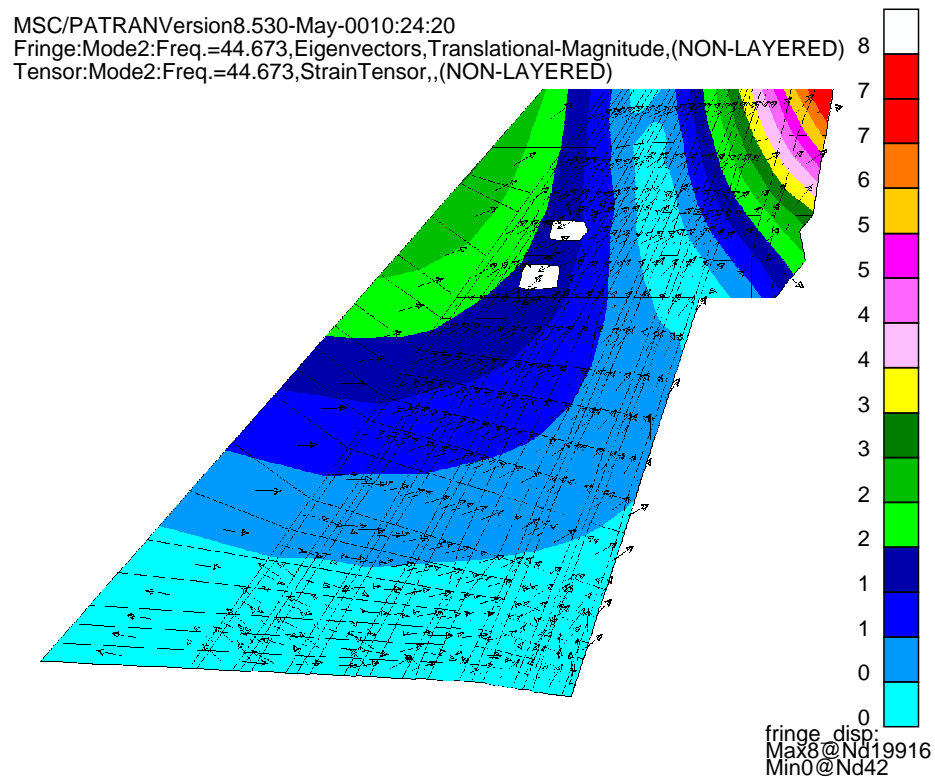 MSC/PATRANVersion8.530-May-0010:24:20
Fringe:Mode2:Freq.=44.673,Eigenvectors,Translational-Magnitude,(NON-LAYERED)
Tensor:Mode2:Freq.=44.673,StrainTensor,,(NON-LAYERED)
8
7
7
6
5
5
4
4
3
3
2
2
1
1
0
0
fringe_disp:
Max8@Nd19916
Min0@Nd42